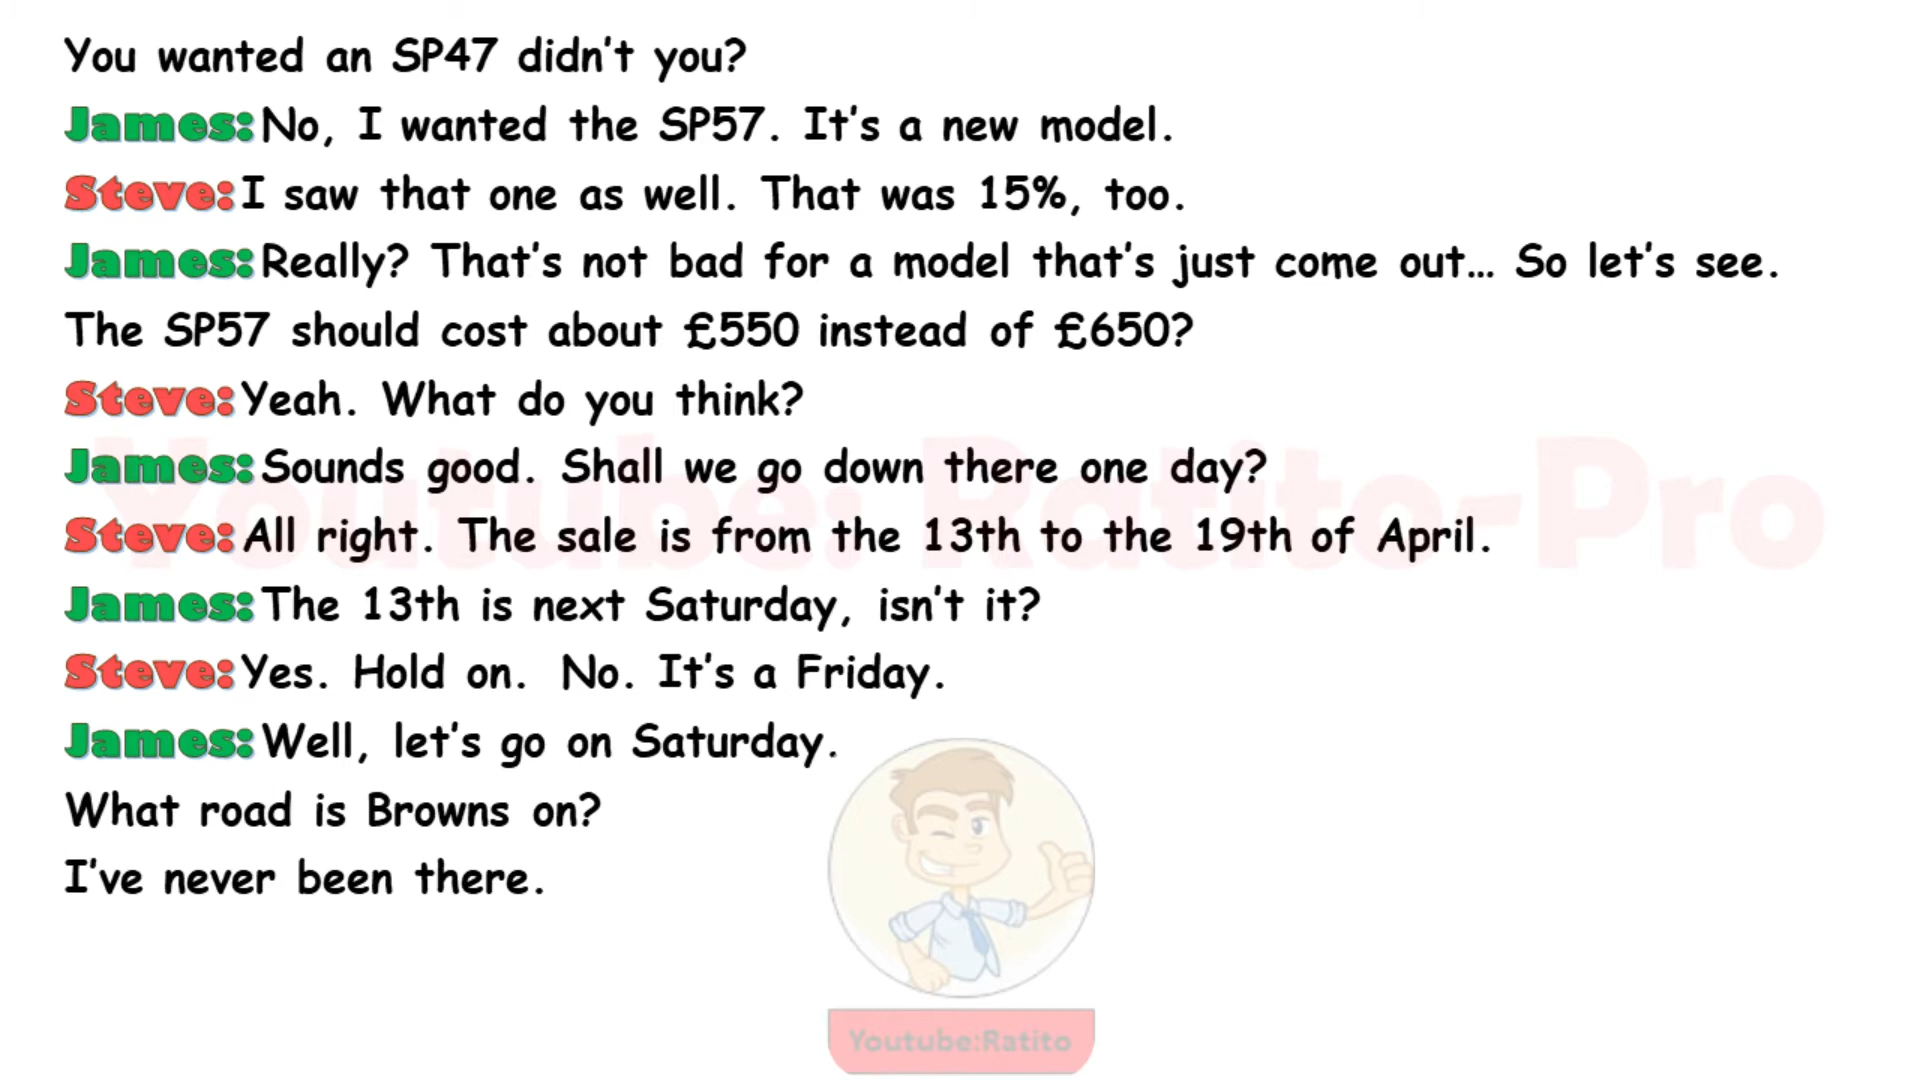 You wanted an SP47 didn't you?
James: No, I wanted the SP57. It's a new model.
Steve: I saw that one as well. That was 15%, too.
James: Really? That's not bad for a model that's just come out... So let's see.
The SP57 should cost about £550 instead of £650?
Steve: Yeah. What do you think?
James: Sounds good. Shall we go down there one day?
Youtube: Ratito-Pro
Steve: All right. The sale is from the 13th to the 19th of April.
James: The 13th is next Saturday, isn't it?
Steve: Yes. Hold on. No. It's a Friday.
James: Well, let's go on Saturday.
What road is Browns on?
I've never been there.
Youtube:Ratito